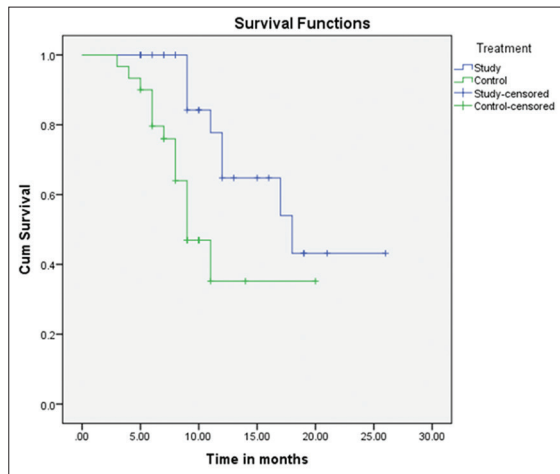 Survival Functions
Treatment
Study
Control
Study-censored
Control-censored
1.0
0.8
0.6
0.4
0.2
0.0
Cum Survival
.00 5.00 10.00 15.00 20.00 25.00 30.00
Time in months